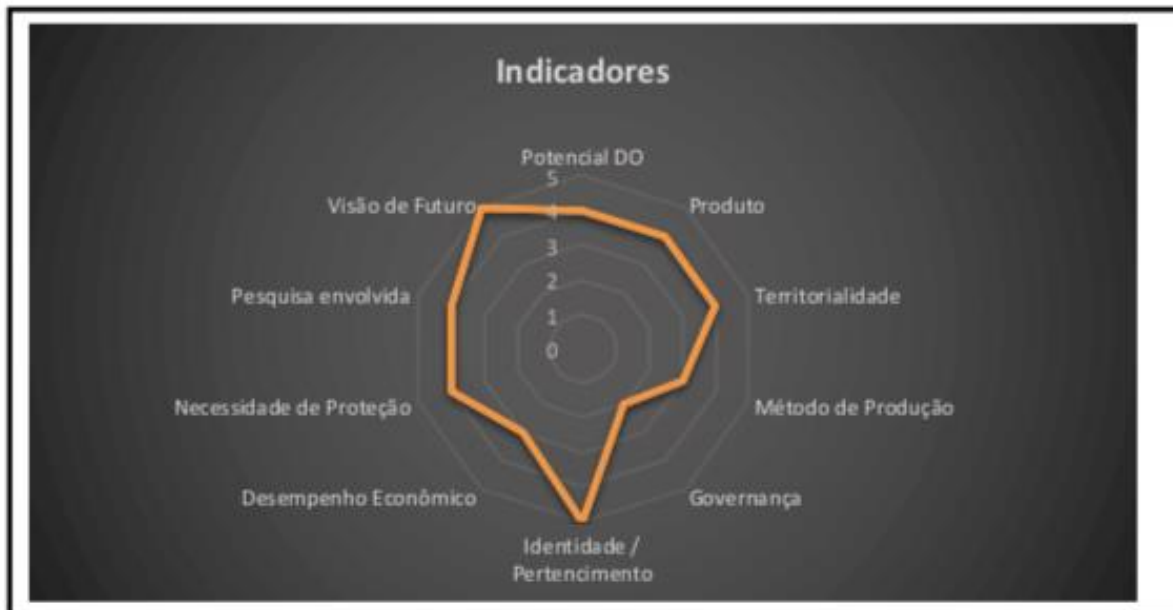 Indicadores
Potencial DO
5
Visão de Futuro
4
Produto
3
Pesquisa envolvida
2
Territorialidade
1
0
Necessidade de Proteção
Método de Produção
Desempenho Econômico
Governança
Identidade /
Pertencimento